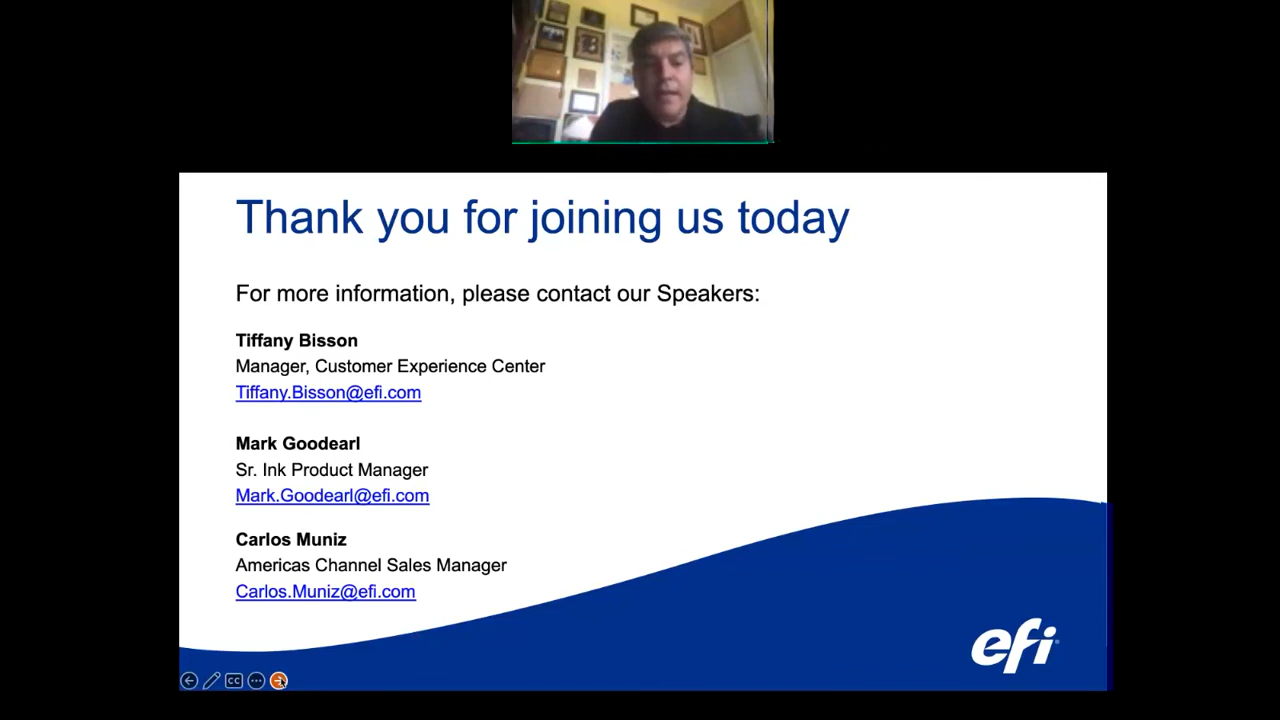 Thank you for joining us today
For more information, please contact our Speakers:
Tiffany Bisson
Manager, Customer Experience Center
Tiffany.Bisson@efi.com
Mark Goodearl
Sr. Ink Product Manager
Mark.Goodearl@efi.com
Carlos Muniz
Americas Channel Sales Manager
Carlos.Muniz@efi.com
efi
CC